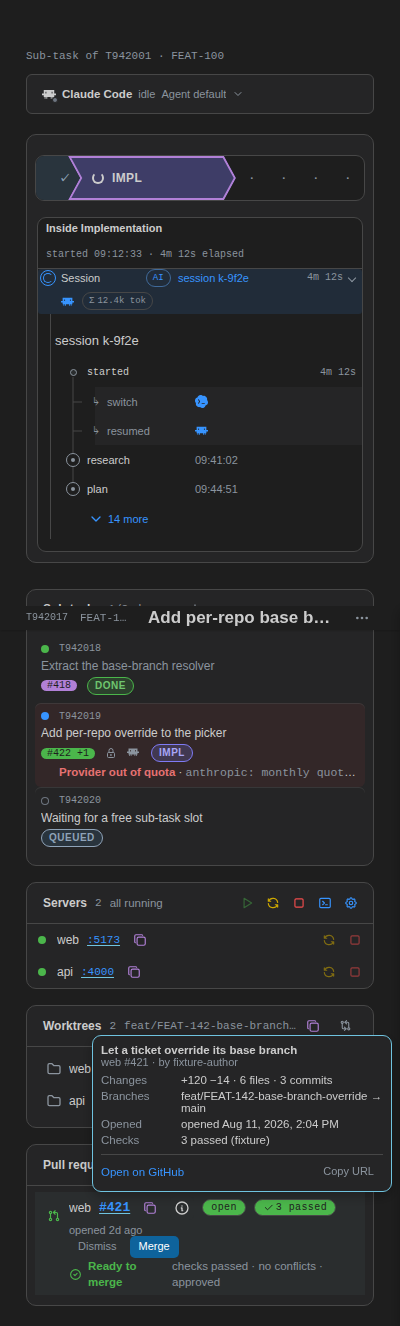 Sub-task of T942001 · FEAT-100
Claude Code idle Agent default
✓ IMPL
Inside Implementation
started 09:12:33 · 4m 12s elapsed
Session AI session k-9f2e 4m 12s
Σ 12.4k tok
session k-9f2e
started 4m 12s
↳ switch
↳ resumed
research 09:41:02
plan 09:44:51
14 more
T942017 FEAT-1… Add per-repo base b… ···
T942018
Extract the base-branch resolver
#418 DONE
T942019
Add per-repo override to the picker
#422 +1 IMPL
Provider out of quota · anthropic: monthly quot…
T942020
Waiting for a free sub-task slot
QUEUED
Servers 2 all running
web :5173
api :4000
Worktrees 2 feat/FEAT-142-base-branch…
web
api
Let a ticket override its base branch
web #421 · by fixture-author
Changes +120 −14 · 6 files · 3 commits
Branches feat/FEAT-142-base-branch-override →
main
Opened opened Aug 11, 2026, 2:04 PM
Checks 3 passed (fixture)
Open on GitHub Copy URL
Pull requ
web #421 open ✓ 3 passed
opened 2d ago
Dismiss Merge
Ready to merge checks passed · no conflicts · approved